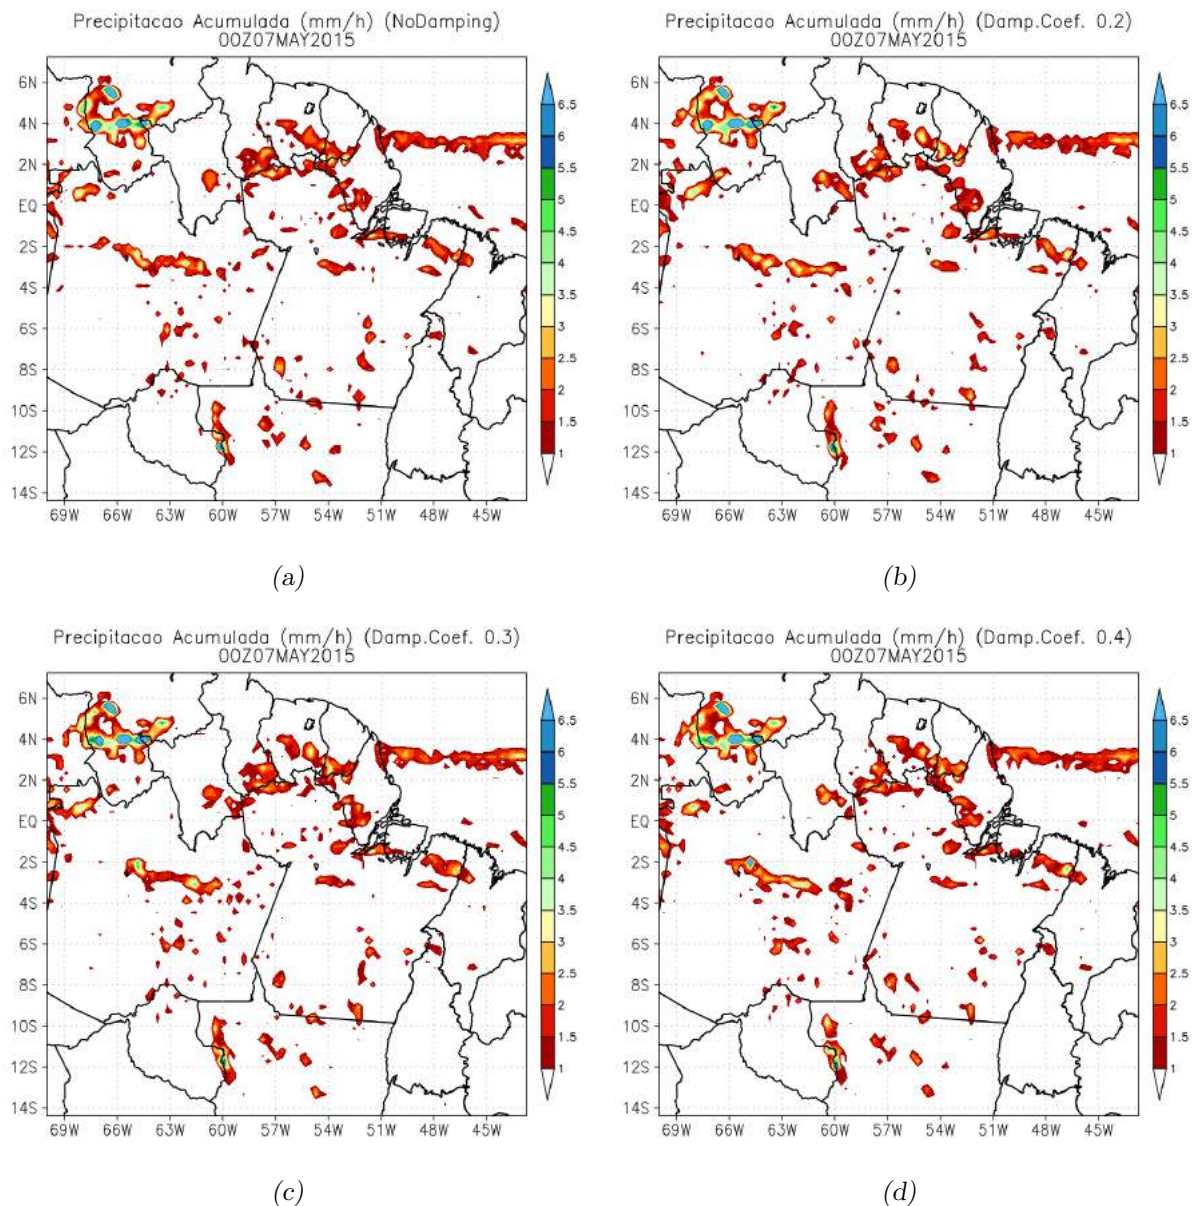 Precipitacao Acumulada (mm/h) (NoDamping)
00Z07MAY2015
6N
4N
2N
EQ
2S
4S
6S
8S
10S
12S
14S
69W 66W 63W 60W 57W 54W 51W 48W 45W
6.5
6
5.5
5
4.5
4
3.5
3
2.5
2
1.5
1
(a)
Precipitacao Acumulada (mm/h) (Damp.Coef. 0.2)
00Z07MAY2015
6N
4N
2N
EQ
2S
4S
6S
8S
10S
12S
14S
69W 66W 63W 60W 57W 54W 51W 48W 45W
6.5
6
5.5
5
4.5
4
3.5
3
2.5
2
1.5
1
(b)
Precipitacao Acumulada (mm/h) (Damp.Coef. 0.3)
00Z07MAY2015
6N
4N
2N
EQ
2S
4S
6S
8S
10S
12S
14S
69W 66W 63W 60W 57W 54W 51W 48W 45W
6.5
6
5.5
5
4.5
4
3.5
3
2.5
2
1.5
1
(c)
Precipitacao Acumulada (mm/h) (Damp.Coef. 0.4)
00Z07MAY2015
6N
4N
2N
EQ
2S
4S
6S
8S
10S
12S
14S
69W 66W 63W 60W 57W 54W 51W 48W 45W
6.5
6
5.5
5
4.5
4
3.5
3
2.5
2
1.5
1
(d)